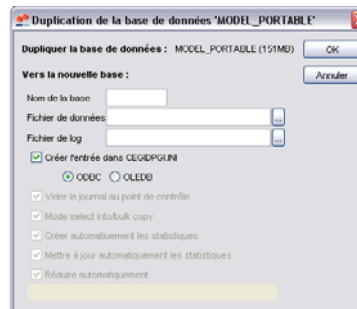 Duplication de la base de données 'MODEL_PORTABLE'
Dupliquer la base de données : MODEL_PORTABLE (151MB)
OK
Vers la nouvelle base :
Annuler
Nom de la base
Fichier de données
...
Fichier de log
...
Créer l'entrée dans CEGIDPGI.INI
ODBC OLEDB
Vider le journal au point de contrôle
Mode select into/bulk copy
Créer automatiquement les statistiques
Mettre à jour automatiquement les statistiques
Réduire automatiquement